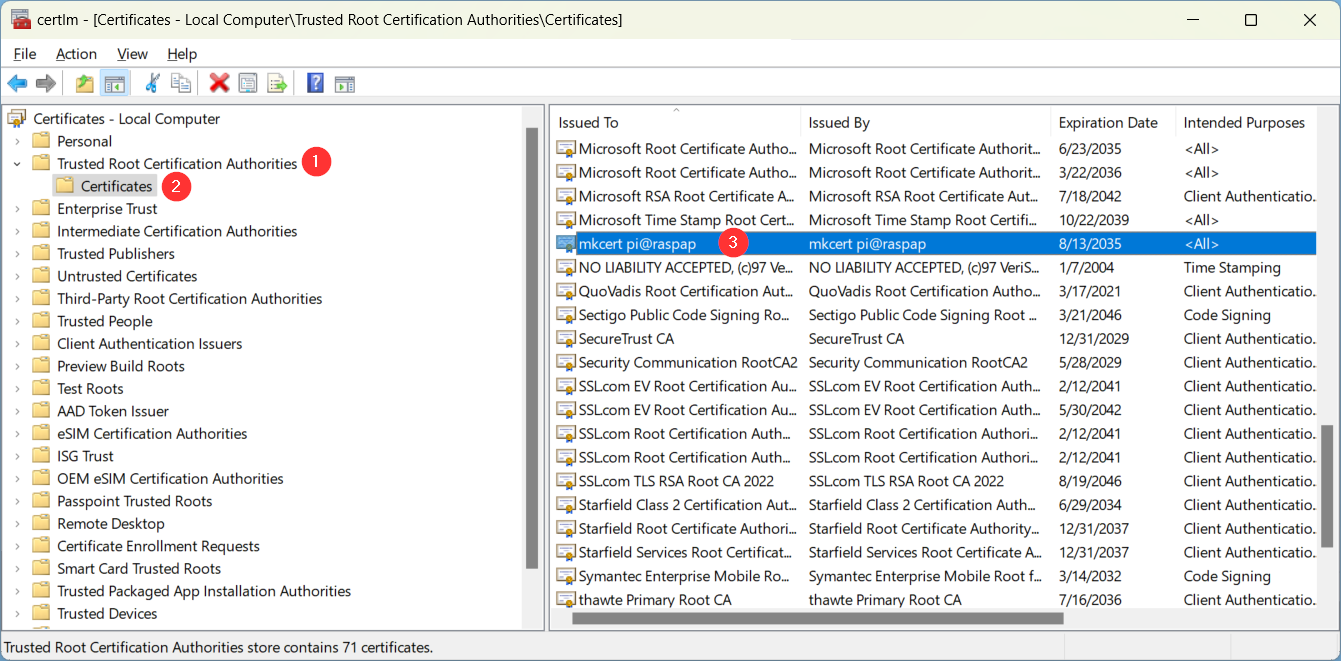 certlm - [Certificates - Local Computer\Trusted Root Certification Authorities\Certificates]
File Action View Help
Certificates - Local Computer
Personal
Trusted Root Certification Authorities 1
Certificates 2
Enterprise Trust
Intermediate Certification Authorities
Trusted Publishers
Untrusted Certificates
Third-Party Root Certification Authorities
Trusted People
Client Authentication Issuers
Preview Build Roots
Test Roots
AAD Token Issuer
eSIM Certification Authorities
ISG Trust
OEM eSIM Certification Authorities
Passpoint Trusted Roots
Remote Desktop
Certificate Enrollment Requests
Smart Card Trusted Roots
Trusted Packaged App Installation Authorities
Trusted Devices
Issued To Issued By Expiration Date Intended Purposes
Microsoft Root Certificate Autho... Microsoft Root Certificate Authorit... 6/23/2035 <All>
Microsoft Root Certificate Autho... Microsoft Root Certificate Authorit... 3/22/2036 <All>
Microsoft RSA Root Certificate A... Microsoft RSA Root Certificate Aut... 7/18/2042 Client Authenticatio.
Microsoft Time Stamp Root Cert... Microsoft Time Stamp Root Certifi... 10/22/2039 <All>
mkcert pi@raspap 3 mkcert pi@raspap 8/13/2035 <All>
NO LIABILITY ACCEPTED, (c)97 Ve... NO LIABILITY ACCEPTED, (c)97 VeriS... 1/7/2004 Time Stamping
QuoVadis Root Certification Aut... QuoVadis Root Certification Autho... 3/17/2021 Client Authenticatio.
Sectigo Public Code Signing Ro... Sectigo Public Code Signing Root ... 3/21/2046 Code Signing
SecureTrust CA SecureTrust CA 12/31/2029 Client Authenticatio.
Security Communication RootCA2 Security Communication RootCA2 5/28/2029 Client Authenticatio.
SSL.com EV Root Certification Au... SSL.com EV Root Certification Auth... 2/12/2041 Client Authenticatio.
SSL.com EV Root Certification Au... SSL.com EV Root Certification Auth... 5/30/2042 Client Authenticatio.
SSL.com Root Certification Auth... SSL.com Root Certification Authori... 2/12/2041 Client Authenticatio.
SSL.com Root Certification Auth... SSL.com Root Certification Authori... 2/12/2041 Client Authenticatio.
SSL.com TLS RSA Root CA 2022 SSL.com TLS RSA Root CA 2022 8/19/2046 Client Authenticatio.
Starfield Class 2 Certification Aut... Starfield Class 2 Certification Auth... 6/29/2034 Client Authenticatio.
Starfield Root Certificate Authori... Starfield Root Certificate Authority... 12/31/2037 Client Authenticatio.
Starfield Services Root Certificat... Starfield Services Root Certificate A... 12/31/2037 Client Authenticatio.
Symantec Enterprise Mobile Ro... Symantec Enterprise Mobile Root f... 3/14/2032 Code Signing
thawte Primary Root CA thawte Primary Root CA 7/16/2036 Client Authenticatio.
Trusted Root Certification Authorities store contains 71 certificates.